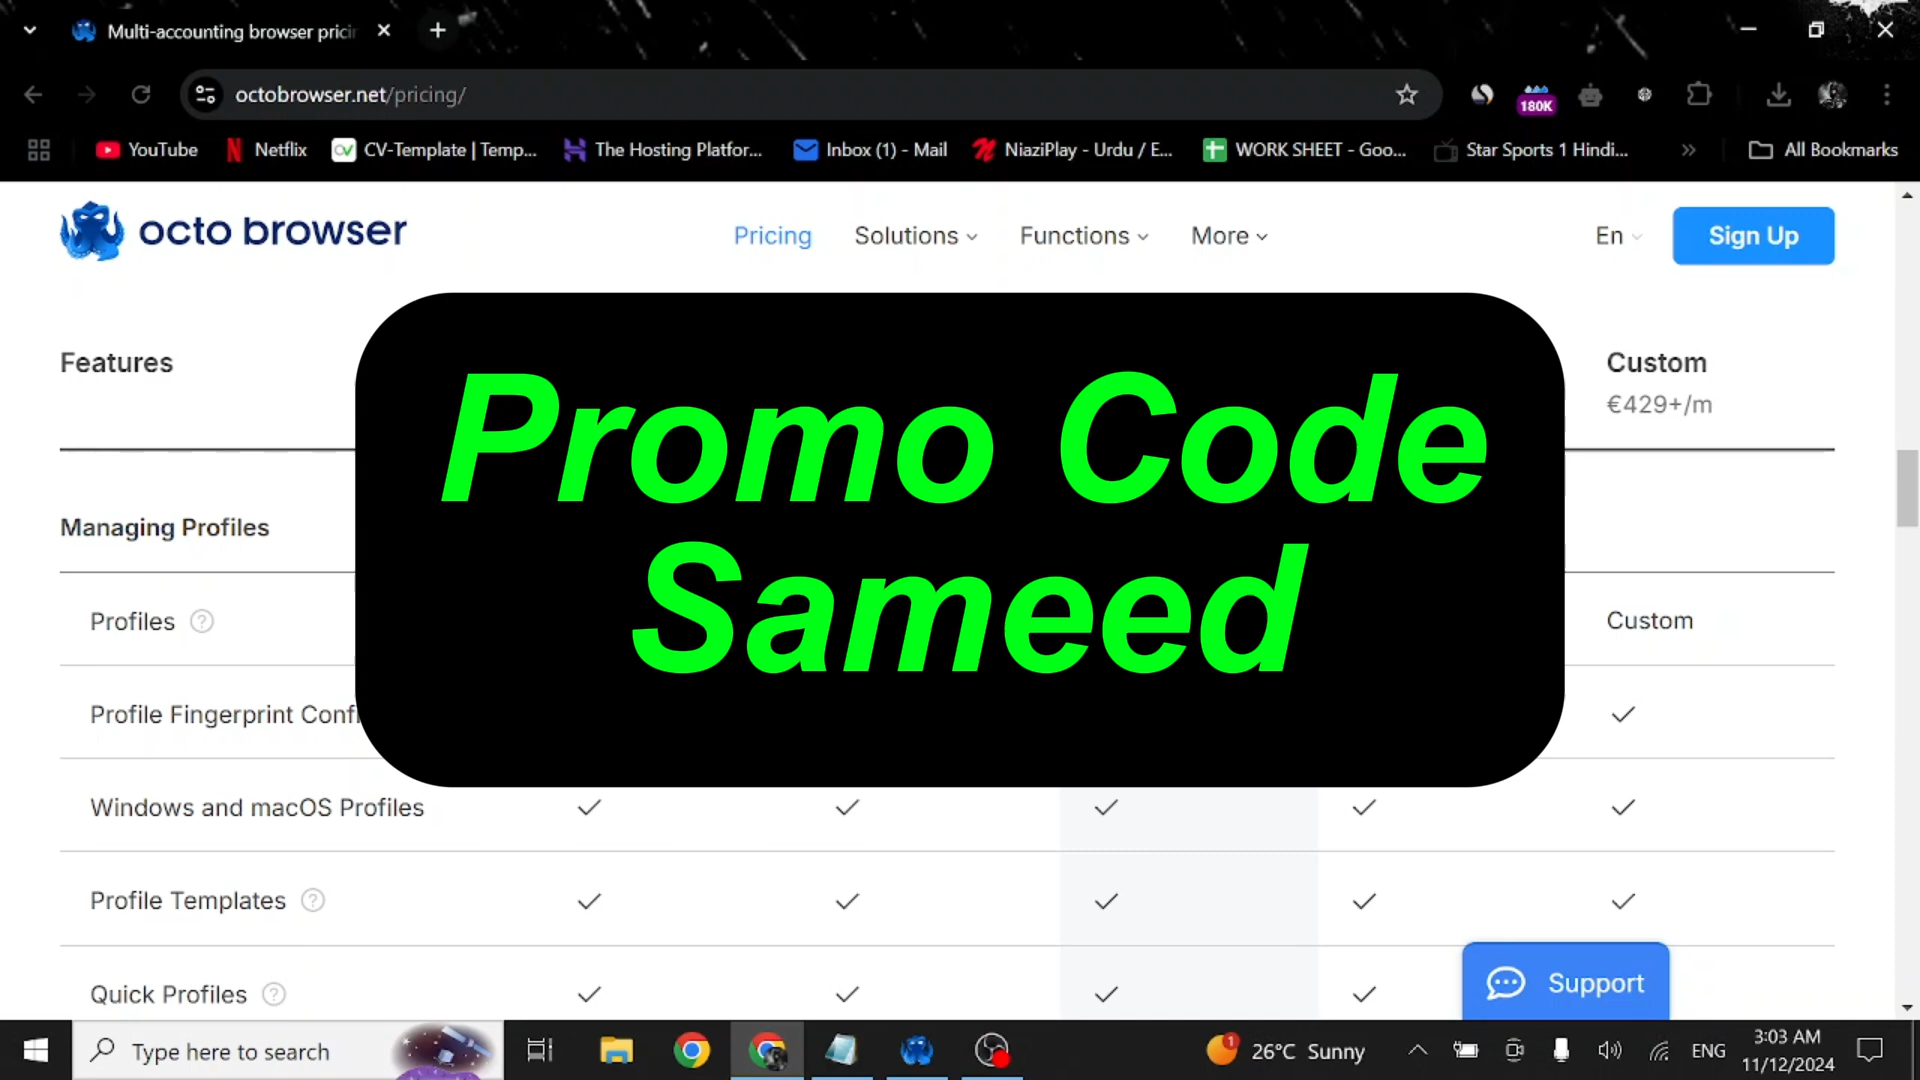 Multi-accounting browser prici
octobrowser.net/pricing/
180K
YouTube
Netflix
CV-Template | Temp...
The Hosting Platfor...
Inbox (1) - Mail
NiaziPlay - Urdu / E...
WORK SHEET - Goo...
Star Sports 1 Hindi...
All Bookmarks
octo browser
Pricing
Solutions
Functions
More
En
Sign Up
Features
Custom
€429+/m
Promo Code
Sameed
Managing Profiles
Profiles ?
Custom
Profile Fingerprint Conf
Windows and macOS Profiles
Profile Templates ?
Quick Profiles ?
Support
Type here to search
1
26°C Sunny
ENG
3:03 AM
11/12/2024